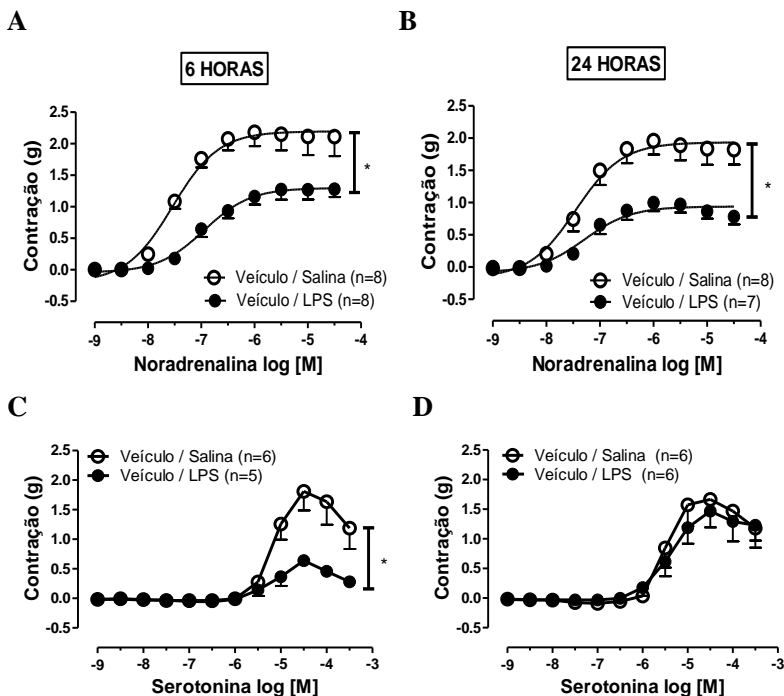 A
B
6 HORAS
24 HORAS
Contração (g)
2.5
2.0
1.5
1.0
0.5
0.0
-0.5
*
Veículo / Salina (n=8)
Veículo / LPS (n=8)
-9 -8 -7 -6 -5 -4
Noradrenalina log [M]
Contração (g)
2.5
2.0
1.5
1.0
0.5
0.0
-0.5
*
Veículo / Salina (n=8)
Veículo / LPS (n=7)
-9 -8 -7 -6 -5 -4
Noradrenalina log [M]
C
D
Contração (g)
2.5
2.0
1.5
1.0
0.5
0.0
-0.5
Veículo / Salina (n=6)
Veículo / LPS (n=5)
*
-9 -8 -7 -6 -5 -4 -3
Serotonina log [M]
Contração (g)
2.5
2.0
1.5
1.0
0.5
0.0
-0.5
Veículo / Salina (n=6)
Veículo / LPS (n=6)
-9 -8 -7 -6 -5 -4 -3
Serotonina log [M]